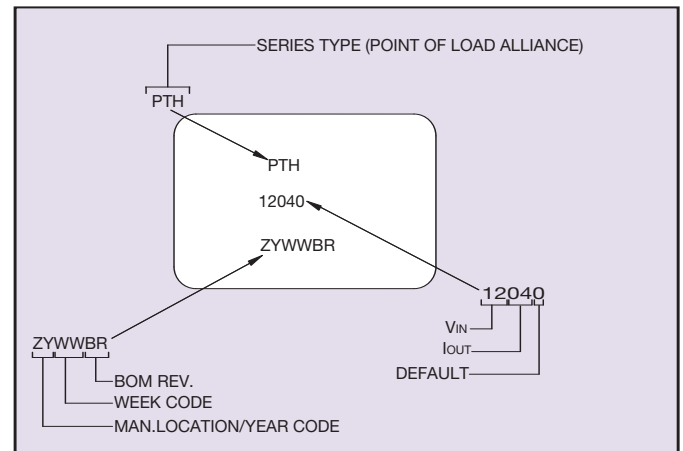 SERIES TYPE (POINT OF LOAD ALLIANCE)
PTH
PTH
12040
ZYWWBR
12040
VIN
IOUT
DEFAULT
ZYWWBR
BOM REV.
WEEK CODE
MAN.LOCATION/YEAR CODE